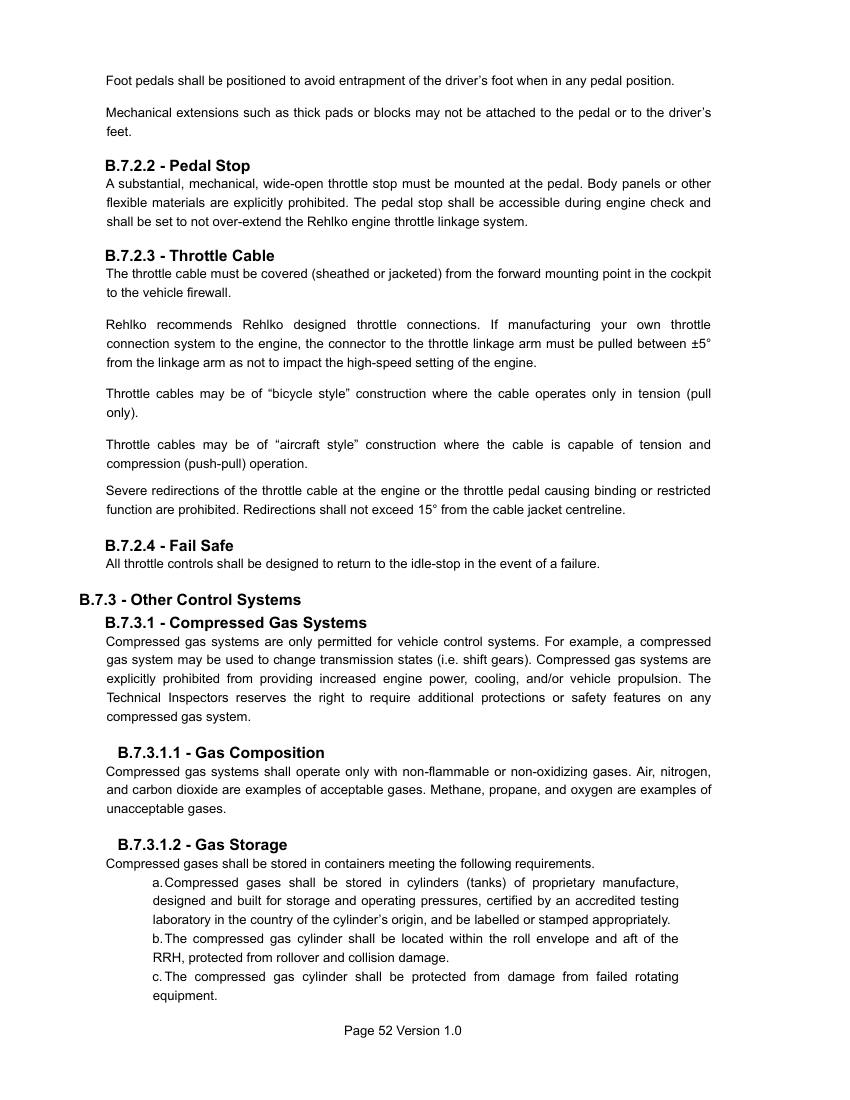 Foot pedals shall be positioned to avoid entrapment of the driver’s foot when in any pedal position.
Mechanical extensions such as thick pads or blocks may not be attached to the pedal or to the driver’s
feet.
B.7.2.2 - Pedal Stop
A substantial, mechanical, wide-open throttle stop must be mounted at the pedal. Body panels or other
flexible materials are explicitly prohibited. The pedal stop shall be accessible during engine check and
shall be set to not over-extend the Rehlko engine throttle linkage system.
B.7.2.3 - Throttle Cable
The throttle cable must be covered (sheathed or jacketed) from the forward mounting point in the cockpit
to the vehicle firewall.
Rehlko recommends Rehlko designed throttle connections. If manufacturing your own throttle
connection system to the engine, the connector to the throttle linkage arm must be pulled between ±5°
from the linkage arm as not to impact the high-speed setting of the engine.
Throttle cables may be of “bicycle style” construction where the cable operates only in tension (pull
only).
Throttle cables may be of “aircraft style” construction where the cable is capable of tension and
compression (push-pull) operation.
Severe redirections of the throttle cable at the engine or the throttle pedal causing binding or restricted
function are prohibited. Redirections shall not exceed 15° from the cable jacket centreline.
B.7.2.4 - Fail Safe
All throttle controls shall be designed to return to the idle-stop in the event of a failure.
B.7.3 - Other Control Systems
B.7.3.1 - Compressed Gas Systems
Compressed gas systems are only permitted for vehicle control systems. For example, a compressed
gas system may be used to change transmission states (i.e. shift gears). Compressed gas systems are
explicitly prohibited from providing increased engine power, cooling, and/or vehicle propulsion. The
Technical Inspectors reserves the right to require additional protections or safety features on any
compressed gas system.
B.7.3.1.1 - Gas Composition
Compressed gas systems shall operate only with non-flammable or non-oxidizing gases. Air, nitrogen,
and carbon dioxide are examples of acceptable gases. Methane, propane, and oxygen are examples of
unacceptable gases.
B.7.3.1.2 - Gas Storage
Compressed gases shall be stored in containers meeting the following requirements.
a. Compressed gases shall be stored in cylinders (tanks) of proprietary manufacture,
designed and built for storage and operating pressures, certified by an accredited testing
laboratory in the country of the cylinder’s origin, and be labelled or stamped appropriately.
b. The compressed gas cylinder shall be located within the roll envelope and aft of the
RRH, protected from rollover and collision damage.
c. The compressed gas cylinder shall be protected from damage from failed rotating
equipment.
Page 52 Version 1.0